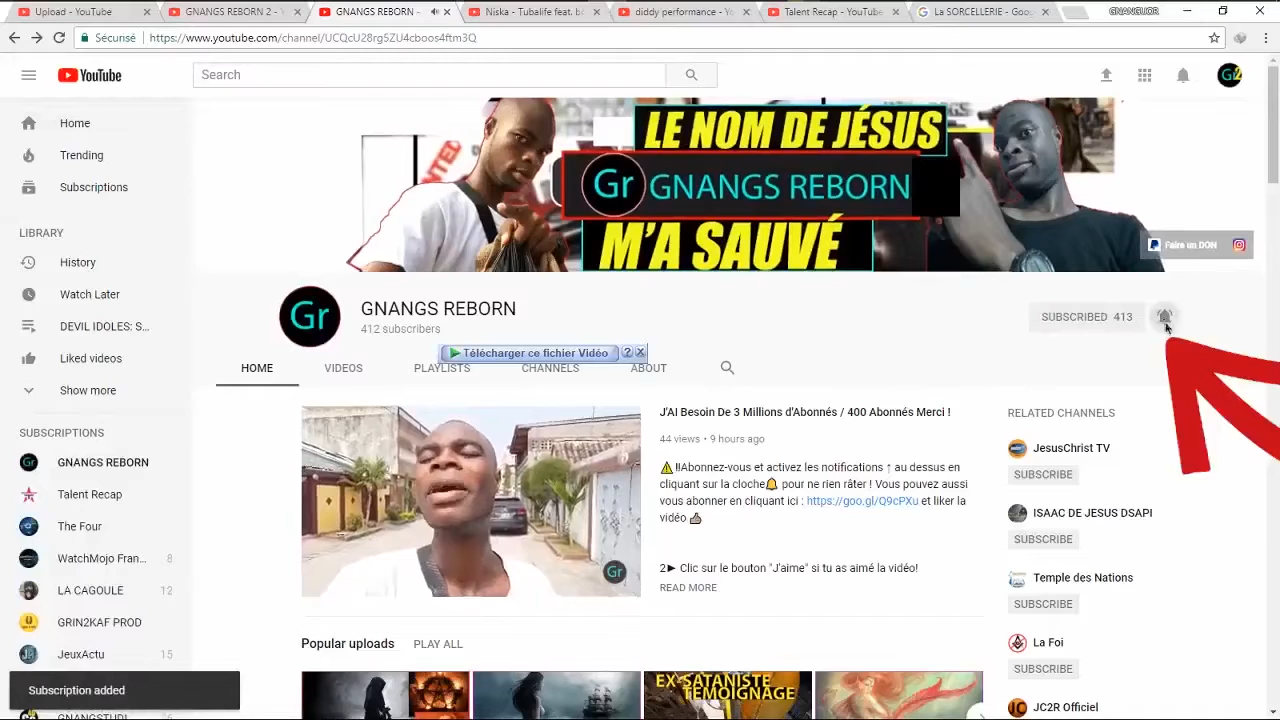 Upload - YouTube
GNANGS REBORN 2 - Y
GNANGS REBORN -
Niska - Tubalife feat. b
diddy performance - Yo
Talent Recap - YouTube
La SORCELLERIE - Goo
GNANGUOR
Sécurisé
https://www.youtube.com/channel/UCQcU28rg5ZU4cboos4ftm3Q
YouTube
Search
Gr2
Home
Trending
Subscriptions
LIBRARY
History
Watch Later
DEVIL IDOLES: S...
Liked videos
Show more
SUBSCRIPTIONS
GNANGS REBORN
Talent Recap
The Four
WatchMojo Fran... 8
LA CAGOULE 12
GRIN2KAF PROD
JeuxActu 15
Subscription added
GNANGSTUDI 6
LE NOM DE JÉSUS
Gr GNANGS REBORN
M'A SAUVÉ
Faire un DON
Gr
GNANGS REBORN
412 subscribers
SUBSCRIBED 413
Télécharger ce fichier Vidéo ?
HOME VIDEOS PLAYLISTS CHANNELS ABOUT
Gr
J'AI Besoin De 3 Millions d'Abonnés / 400 Abonnés Merci !
44 views • 9 hours ago
⚠️‼Abonnez-vous et activez les notifications ↑ au dessus en
cliquant sur la cloche🔔 pour ne rien râter ! Vous pouvez aussi
vous abonner en cliquant ici : https://goo.gl/Q9cPXu et liker la
vidéo 👍
2► Clic sur le bouton "J'aime" si tu as aimé la vidéo!
READ MORE
Popular uploads PLAY ALL
EX-SATANISTE
TEMOIGNAGE
RELATED CHANNELS
JesusChrist TV
SUBSCRIBE
ISAAC DE JESUS DSAPI
SUBSCRIBE
Temple des Nations
SUBSCRIBE
La Foi
SUBSCRIBE
JC2R Officiel